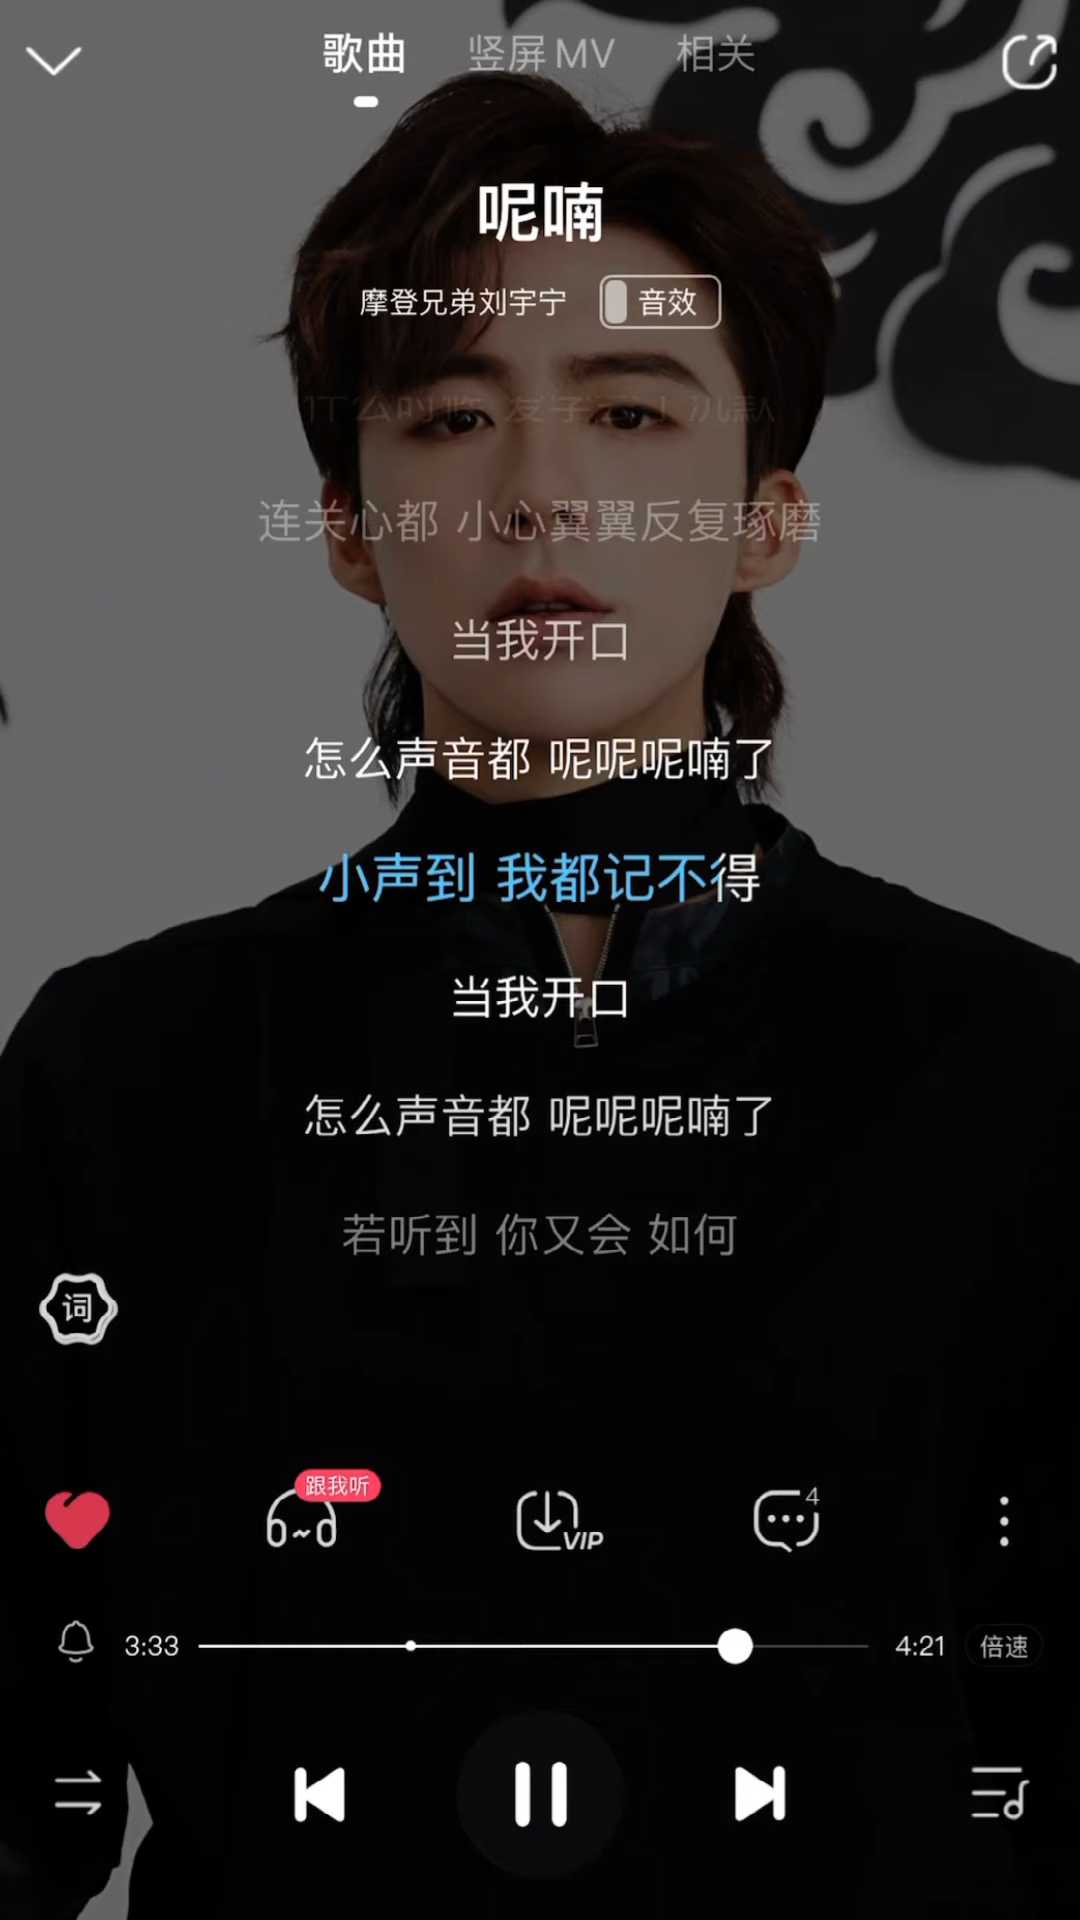 歌曲 竖屏MV 相关
呢喃
摩登兄弟刘宇宁 音效
连关心都 小心翼翼反复琢磨
当我开口
怎么声音都 呢呢呢喃了
小声到 我都记不得
当我开口
怎么声音都 呢呢呢喃了
若听到 你又会 如何
词
跟我听
VIP
4
3:33 4:21 倍速